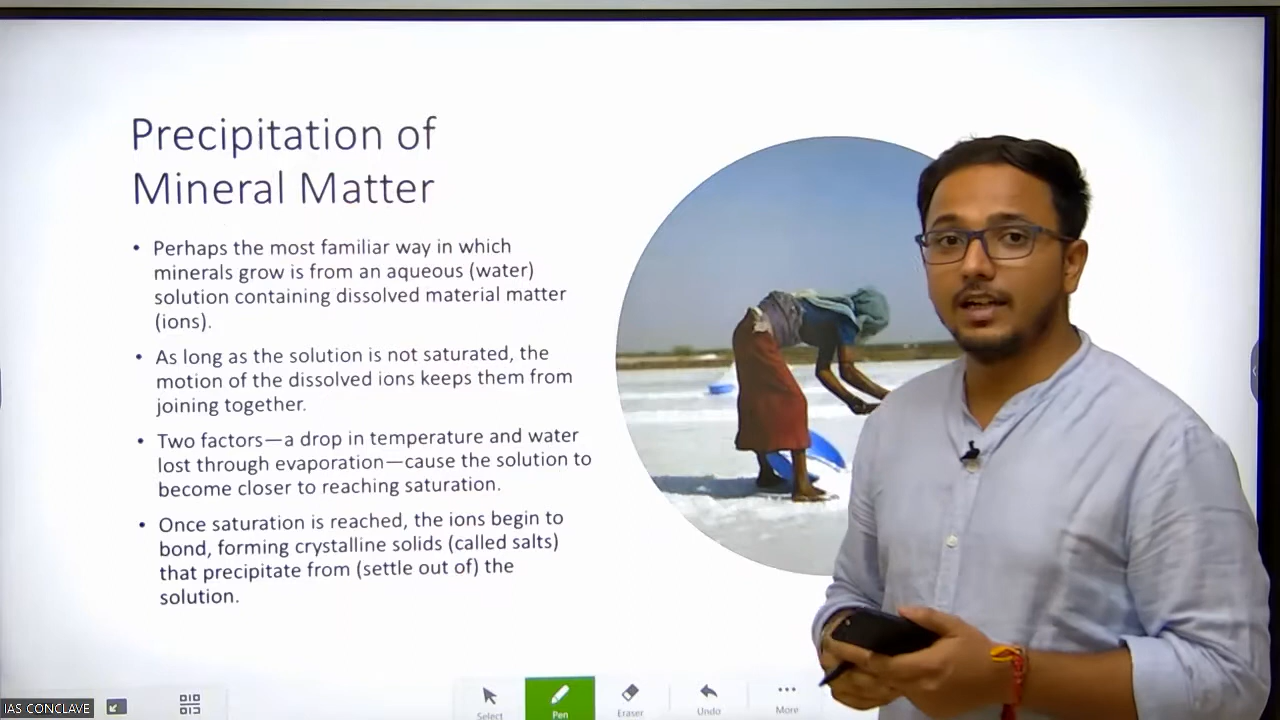 Precipitation of
Mineral Matter
• Perhaps the most familiar way in which
minerals grow is from an aqueous (water)
solution containing dissolved material matter
(ions).
• As long as the solution is not saturated, the
motion of the dissolved ions keeps them from
joining together.
• Two factors—a drop in temperature and water
lost through evaporation—cause the solution to
become closer to reaching saturation.
• Once saturation is reached, the ions begin to
bond, forming crystalline solids (called salts)
that precipitate from (settle out of) the
solution.
IAS CONCLAVE
Select
Pen
Eraser
Undo
More